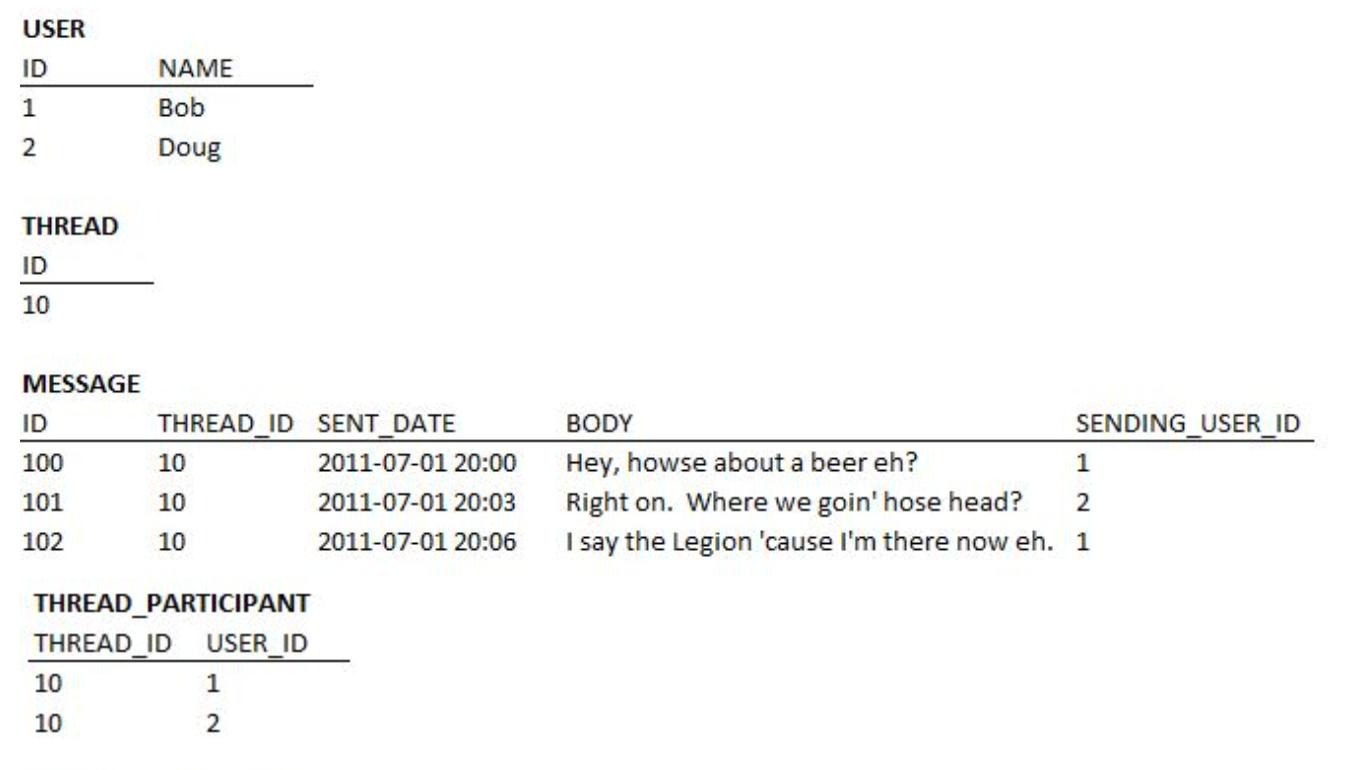 USER
ID NAME
1 Bob
2 Doug
THREAD
ID
10
MESSAGE
ID THREAD_ID SENT_DATE BODY SENDING_USER_ID
100 10 2011-07-01 20:00 Hey, howse about a beer eh? 1
101 10 2011-07-01 20:03 Right on.  Where we goin' hose head? 2
102 10 2011-07-01 20:06 I say the Legion 'cause I'm there now eh. 1
THREAD_PARTICIPANT
THREAD_ID USER_ID
10 1
10 2